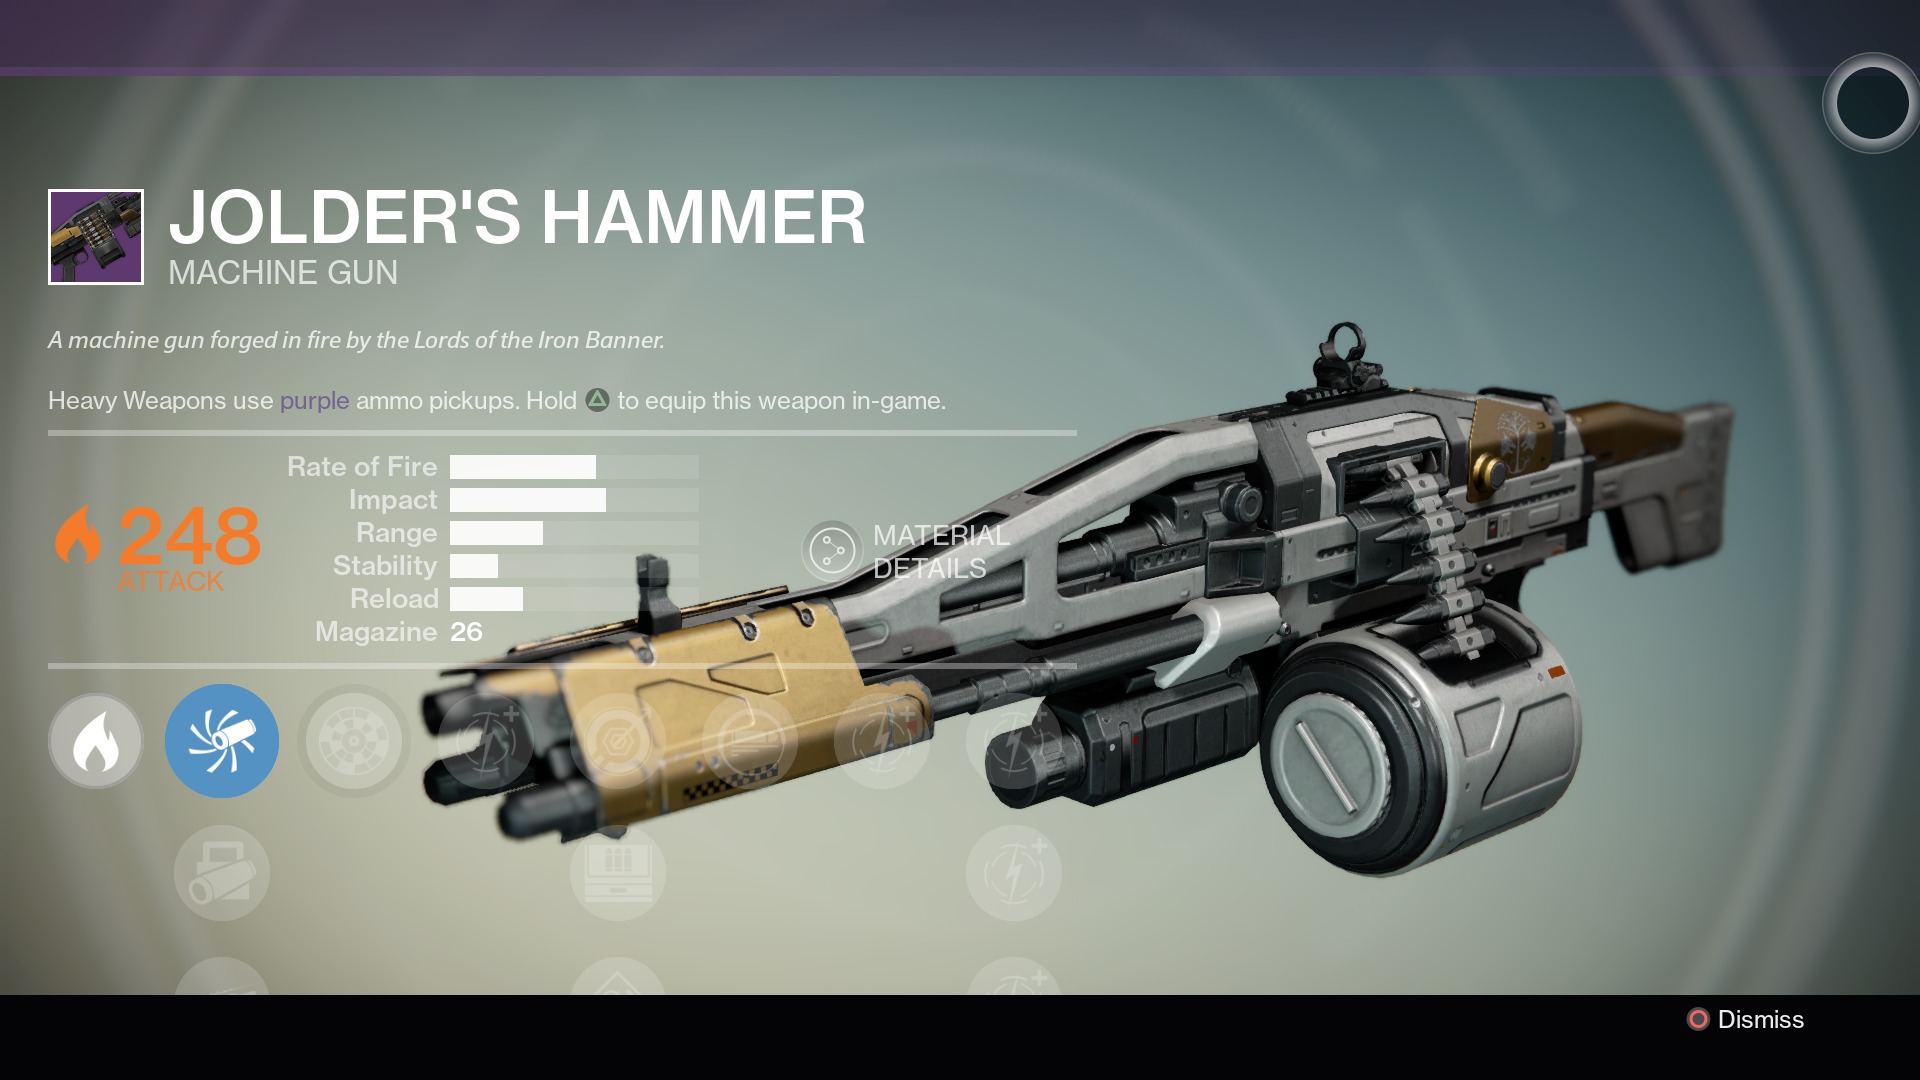 JOLDER'S HAMMER
MACHINE GUN
A machine gun forged in fire by the Lords of the Iron Banner.
Heavy Weapons use purple ammo pickups. Hold to equip this weapon in-game.
248
ATTACK
Rate of Fire
Impact
Range
Stability
Reload
Magazine 26
MATERIAL
DETAILS
Dismiss